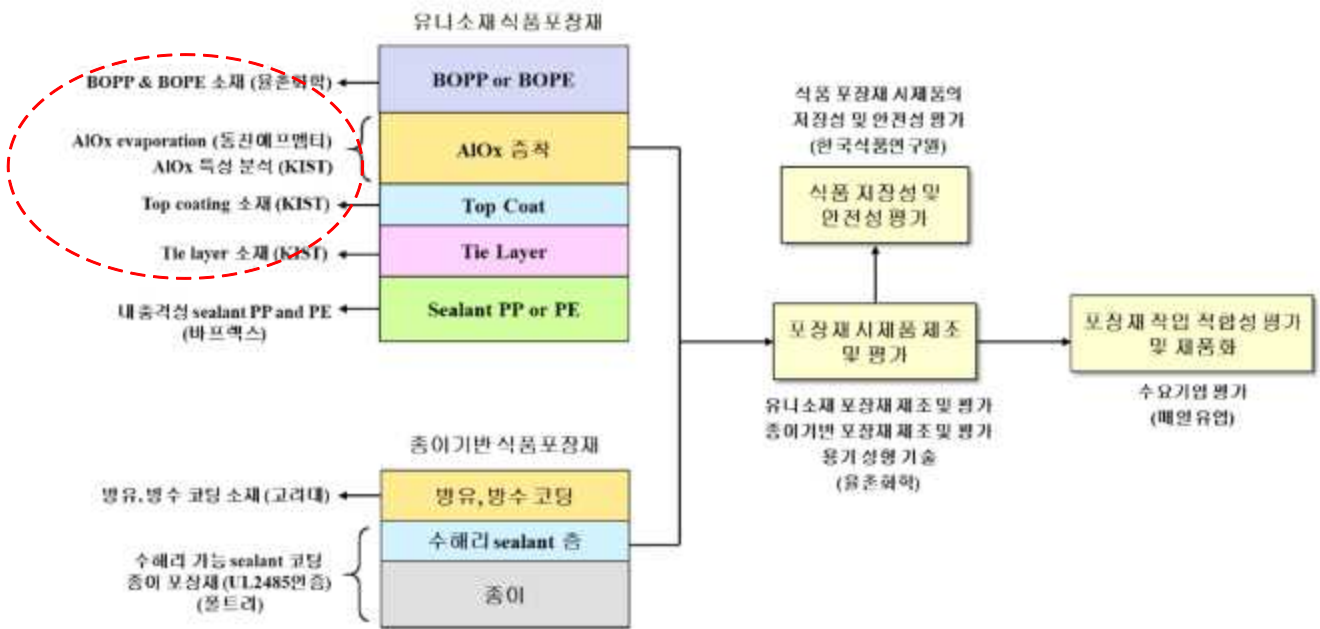 유니소재 식품포장재
BOPP & BOPE 소재 (율촌화학)
BOPP or BOPE
AlOx evaporation (동진에프엠티)
AlOx 특성 분석 (KIST)
AlOx 증착
Top coating 소재 (KIST)
Top Coat
Tie layer 소재 (KIST)
Tie Layer
내충격성 sealant PP and PE
(바프렉스)
Sealant PP or PE
종이기반 식품포장재
방유, 방수 코팅 소재 (고려대)
방유, 방수 코팅
수해리 가능 sealant 코팅
종이 포장재 (UL2485인증)
(폴트리)
수해리 sealant 층
종이
식품 포장재 시제품의
저장성 및 안전성 평가
(한국식품연구원)
식품 저장성 및
안전성 평가
포장재 시제품 제조
및 평가
유니소재 포장재 제조 및 평가
종이기반 포장재 제조 및 평가
용기 성형 기술
(율촌화학)
포장재 작업 적합성 평가
및 제품화
수요기업 평가
(매일유업)